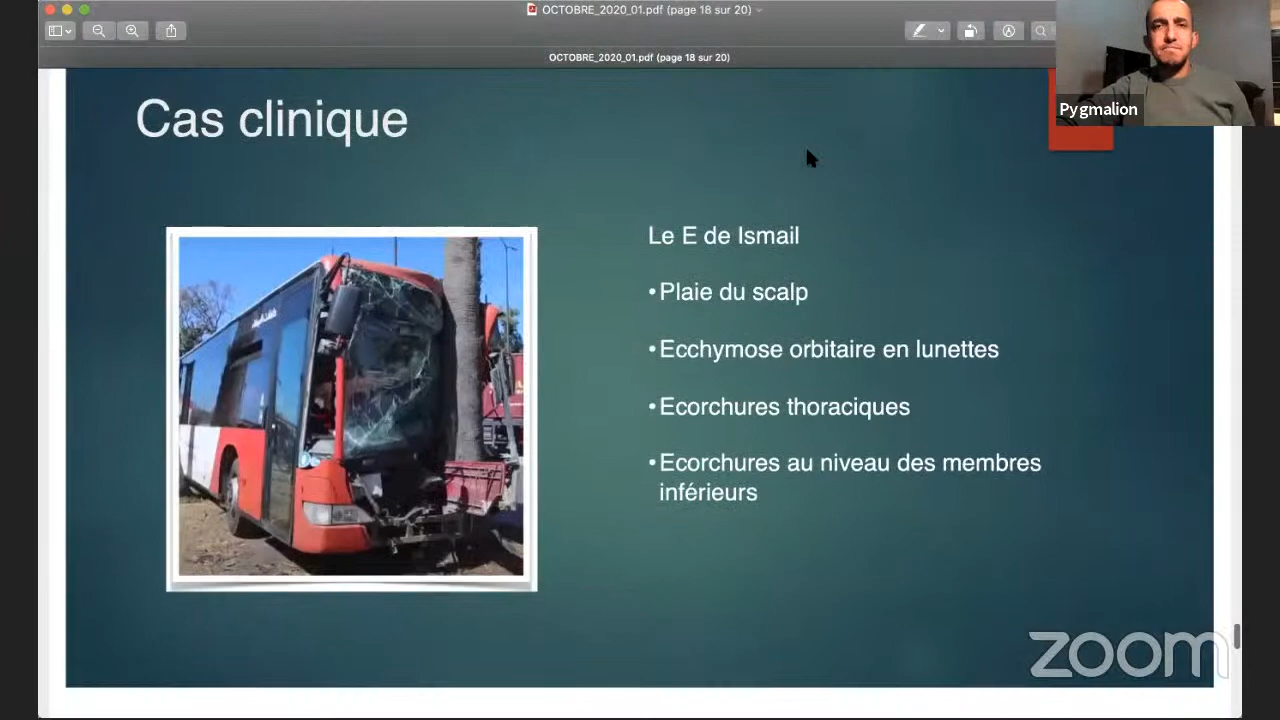 OCTOBRE_2020_01.pdf (page 18 sur 20)
OCTOBRE_2020_01.pdf (page 18 sur 20)
Pygmalion
Cas clinique
Le E de Ismail
•Plaie du scalp
•Ecchymose orbitaire en lunettes
•Ecorchures thoraciques
•Ecorchures au niveau des membres
inférieurs
zoom